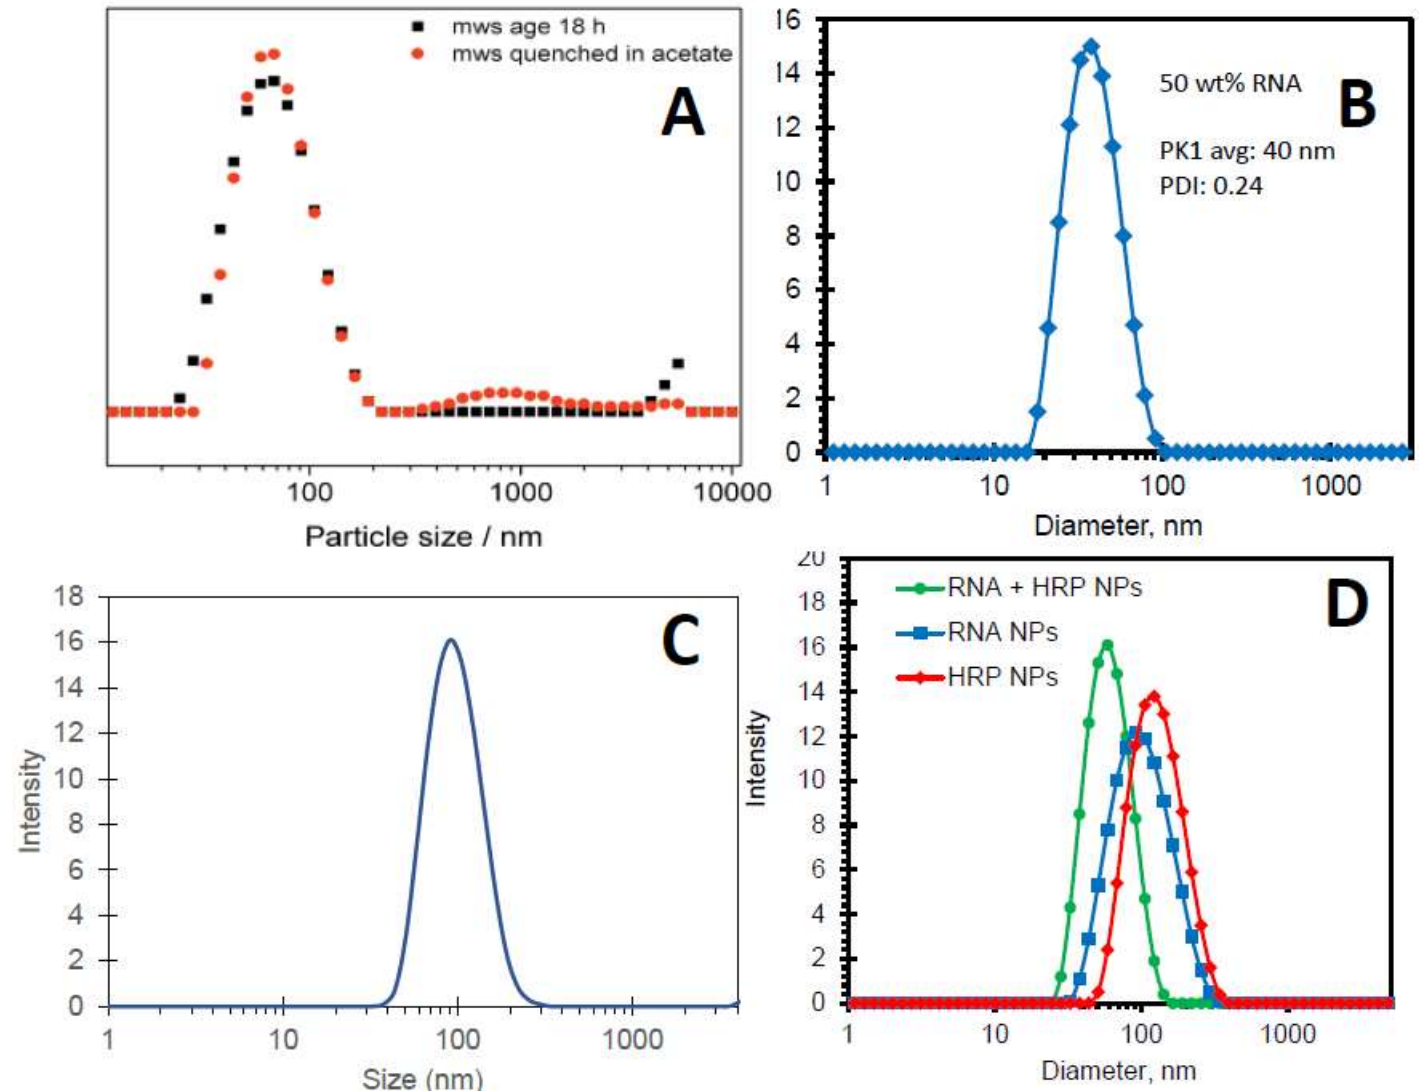 mws age 18 h
mws quenched in acetate
A
100
1000
10000
Particle size / nm
16
14
12
10
8
6
4
2
0
50 wt% RNA
PK1 avg: 40 nm
PDI: 0.24
B
1
10
100
1000
Diameter, nm
18
16
14
12
10
8
6
4
2
0
Intensity
C
1
10
100
1000
Size (nm)
20
18
16
14
12
10
8
6
4
2
0
Intensity
RNA + HRP NPs
RNA NPs
HRP NPs
D
1
10
100
1000
Diameter, nm